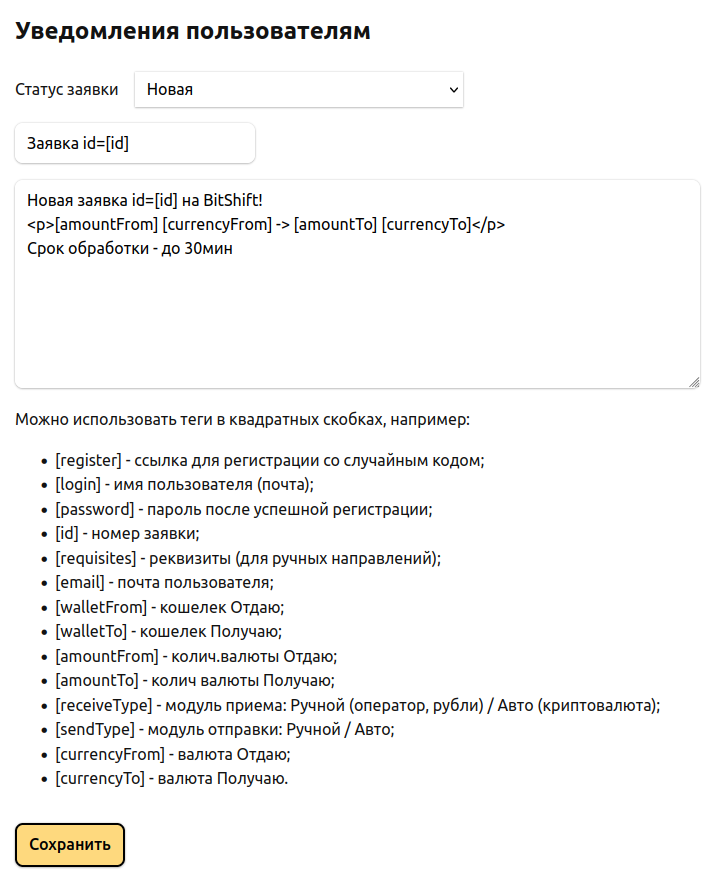 Уведомления пользователям
Статус заявки Новая
Заявка id=[id]
Новая заявка id=[id] на BitShift!
<p>[amountFrom] [currencyFrom] -> [amountTo] [currencyTo]</p>
Срок обработки - до 30мин
Можно использовать теги в квадратных скобках, например:
• [register] - ссылка для регистрации со случайным кодом;
• [login] - имя пользователя (почта);
• [password] - пароль после успешной регистрации;
• [id] - номер заявки;
• [requisites] - реквизиты (для ручных направлений);
• [email] - почта пользователя;
• [walletFrom] - кошелек Отдаю;
• [walletTo] - кошелек Получаю;
• [amountFrom] - колич.валюты Отдаю;
• [amountTo] - колич валюты Получаю;
• [receiveType] - модуль приема: Ручной (оператор, рубли) / Авто (криптовалюта);
• [sendType] - модуль отправки: Ручной / Авто;
• [currencyFrom] - валюта Отдаю;
• [currencyTo] - валюта Получаю.
Сохранить